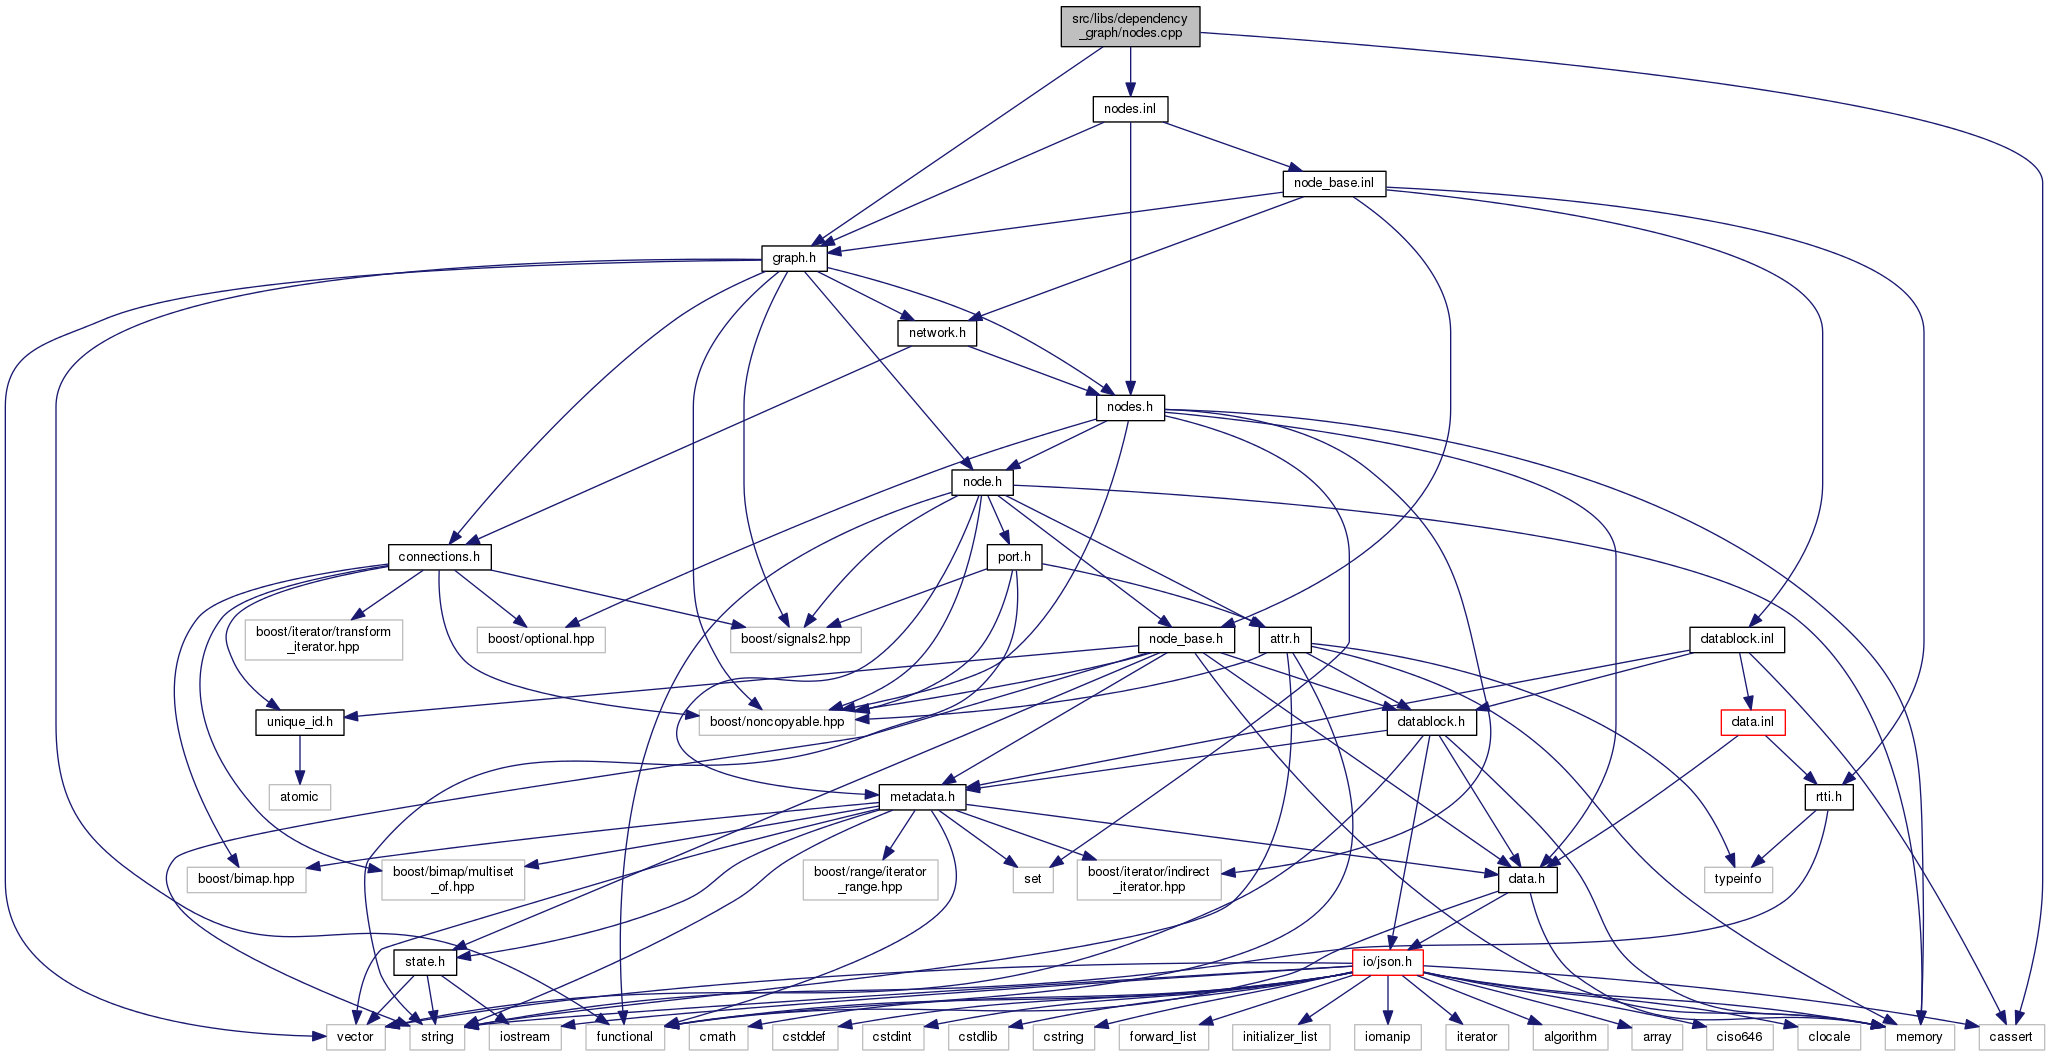 src/libs/dependency
_graph/nodes.cpp
nodes.inl
node_base.inl
graph.h
network.h
nodes.h
node.h
connections.h
port.h
boost/iterator/transform
_iterator.hpp
boost/optional.hpp
boost/signals2.hpp
node_base.h
attr.h
datablock.inl
unique_id.h
boost/noncopyable.hpp
datablock.h
data.inl
atomic
metadata.h
rtti.h
boost/bimap.hpp
boost/bimap/multiset
_of.hpp
boost/range/iterator
_range.hpp
set
boost/iterator/indirect
_iterator.hpp
data.h
typeinfo
state.h
io/json.h
vector
string
iostream
functional
cmath
cstddef
cstdint
cstdlib
cstring
forward_list
initializer_list
iomanip
iterator
algorithm
array
ciso646
clocale
memory
cassert